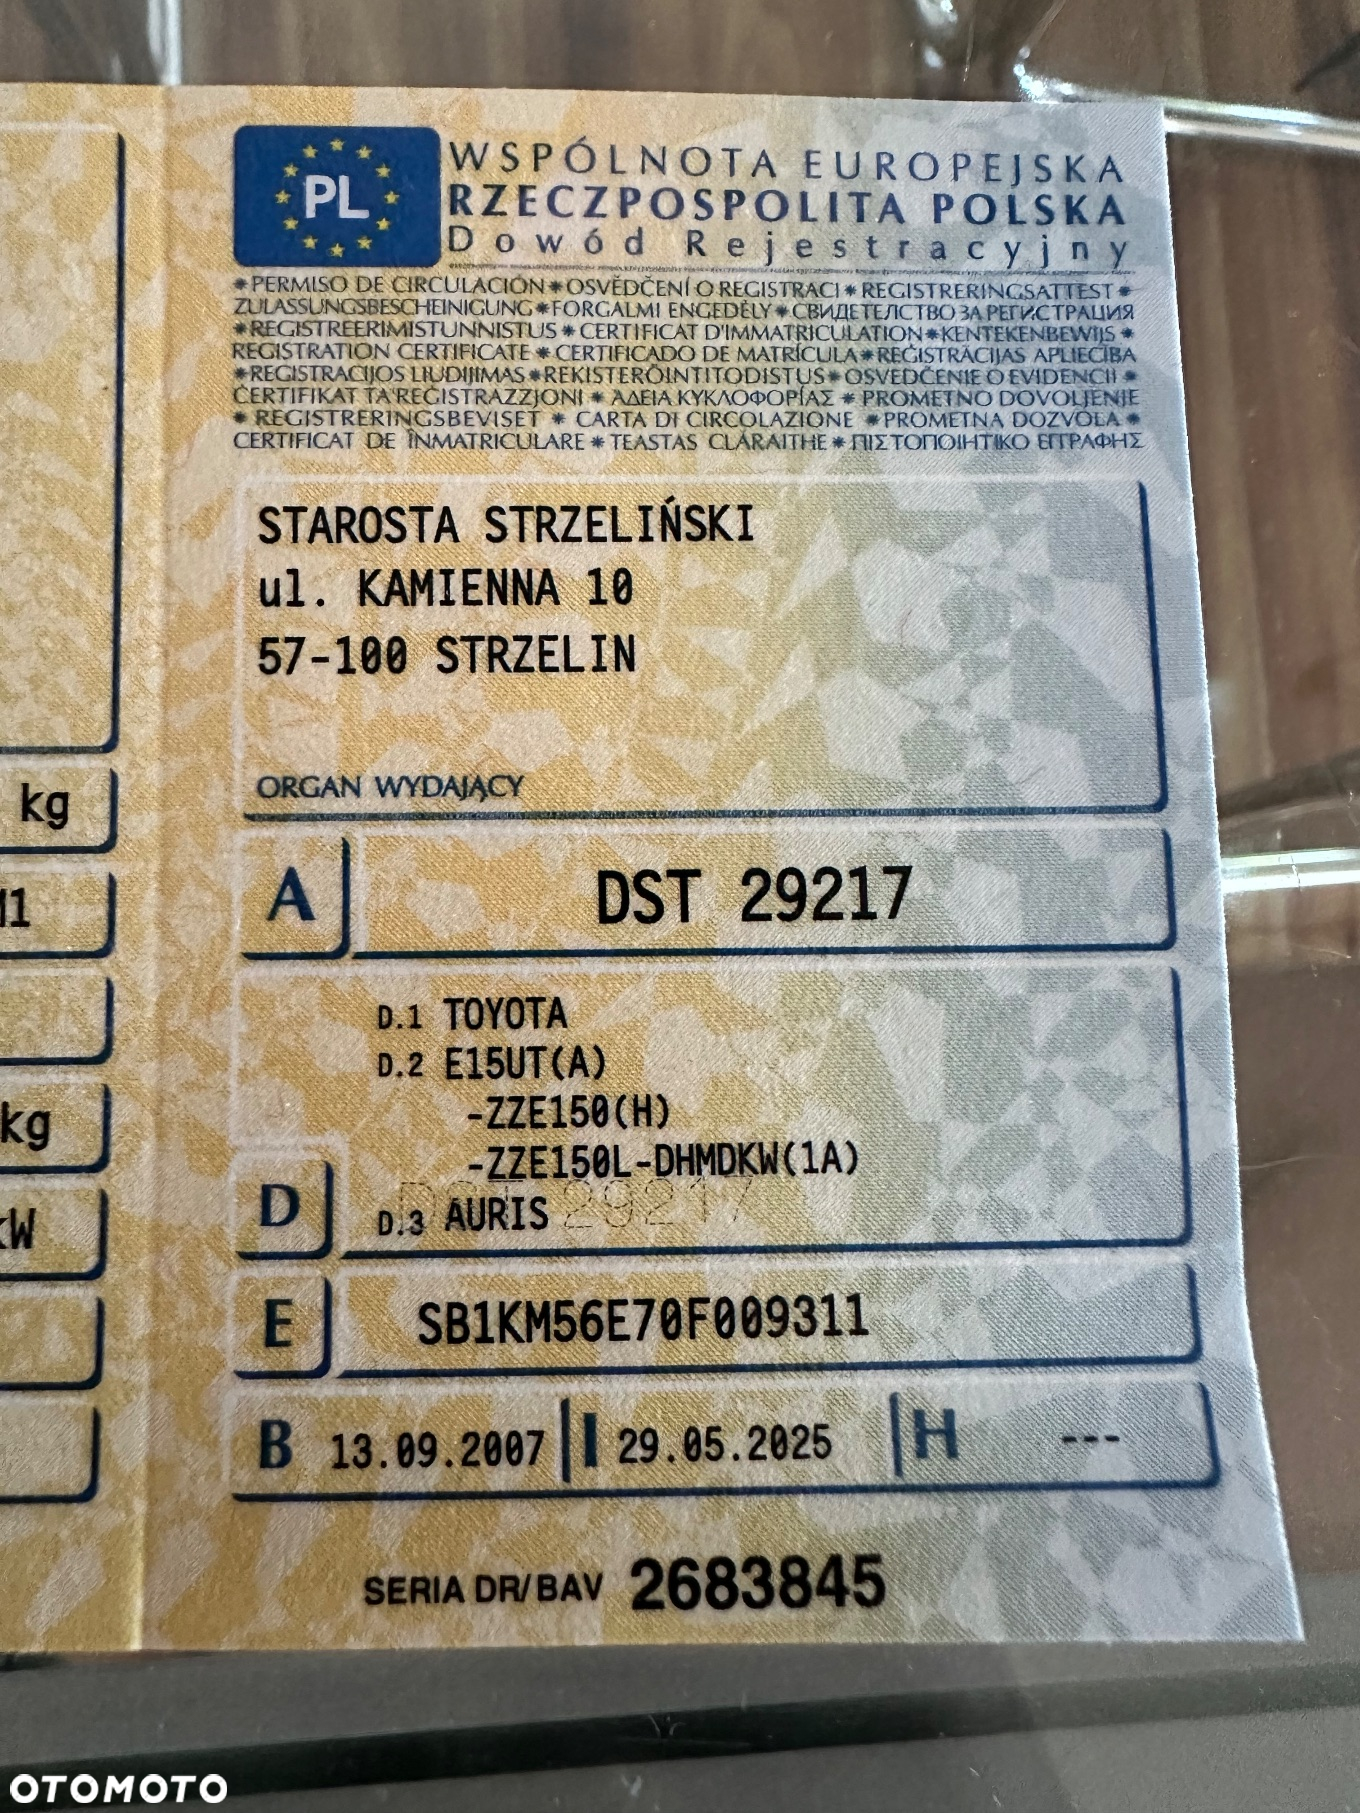 PL
WSPÓLNOTA EUROPEJSKA
RZECZPOSPOLITA POLSKA
Dowód Rejestracyjny
*PERMISO DE CIRCULACIÓN*OSVĚDČENÍ O REGISTRACI*REGISTRERINGSATTEST*
ZULASSUNGSBESCHEINIGUNG*FORGALMI ENGEDÉLY*СВИДЕТЕЛСТВО ЗА РЕГИСТРАЦИЯ
*REGISTREERIMISTUNNISTUS*CERTIFICAT D'IMMATRICULATION*KENTEKENBEWIJS*
REGISTRATION CERTIFICATE*CERTIFICADO DE MATRÍCULA*REĢISTRĀCIJAS APLIECĪBA
*REGISTRACIJOS LIUDIJIMAS*REKISTERÖINTITODISTUS*OSVEDČENIE O EVIDENCII*
ĊERTIFIKAT TA'REĠISTRAZZJONI*ΑΔΕΙΑ ΚΥΚΛΟΦΟΡΙΑΣ*PROMETNO DOVOLJENJE
*REGISTRERINGSBEVISET*CARTA DI CIRCOLAZIONE*PROMETNA DOZVOLA*
CERTIFICAT DE ÎNMATRICULARE*TEASTAS CLÁRAITHE*ΠΙΣΤΟΠΟΙΗΤΙΚΟ ΕΓΓΡΑΦΗΣ
STAROSTA STRZELIŃSKI
ul. KAMIENNA 10
57-100 STRZELIN
ORGAN WYDAJĄCY
kg
M1
kg
kW
A DST 29217
D.1 TOYOTA
D.2 E15UT(A)
-ZZE150(H)
-ZZE150L-DHMDKW(1A)
D D.3 AURIS
DST 29217
E SB1KM56E70F009311
B 13.09.2007 I 29.05.2025 H ---
SERIA DR/BAV 2683845
OTOMOTO